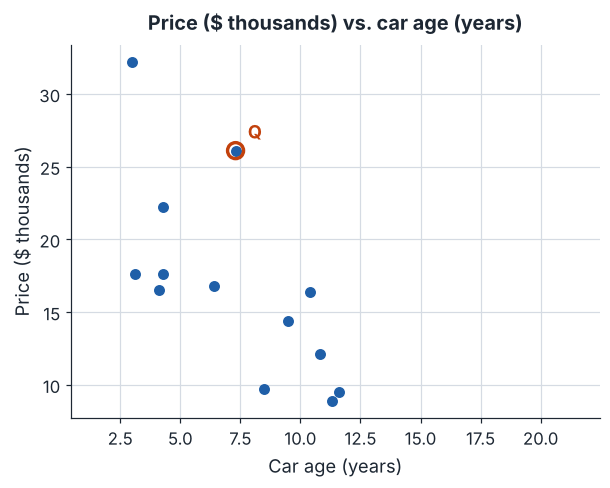 Price ($ thousands) vs. car age (years)
Q
Price ($ thousands)
30
25
20
15
10
2.5 5.0 7.5 10.0 12.5 15.0 17.5 20.0
Car age (years)